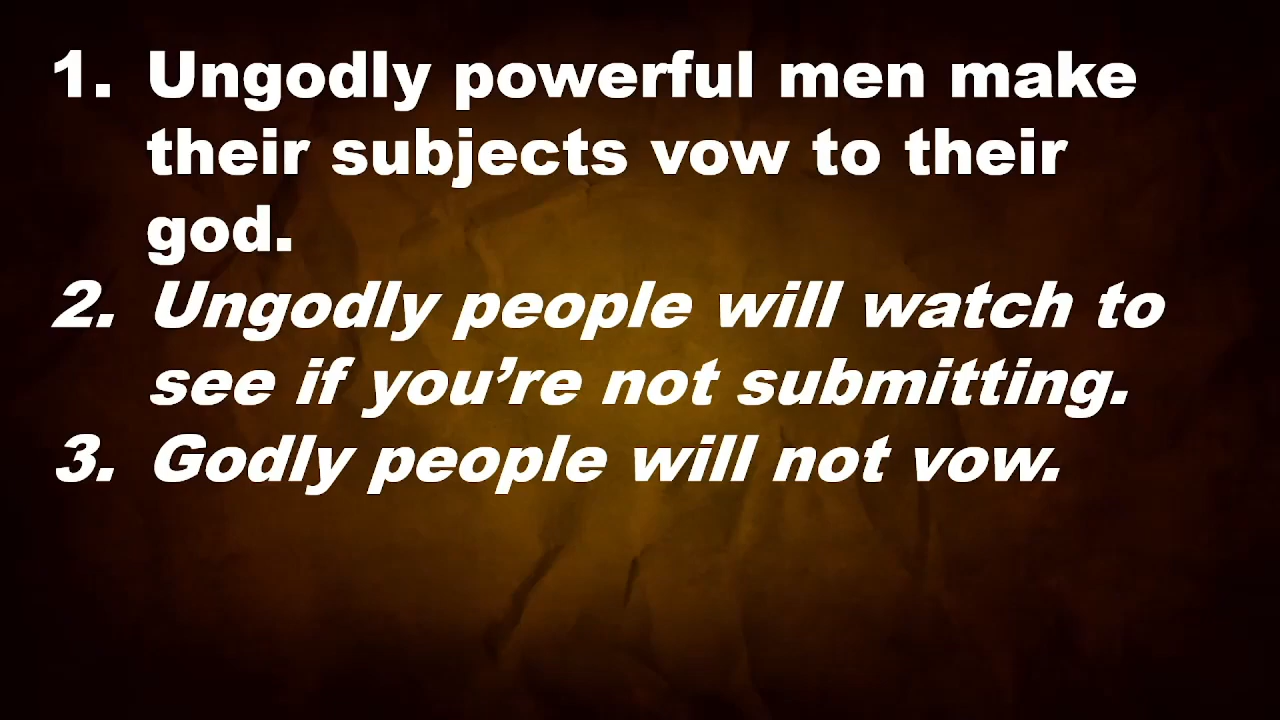 1. Ungodly powerful men make
their subjects vow to their
god.
2. Ungodly people will watch to
see if you’re not submitting.
3. Godly people will not vow.